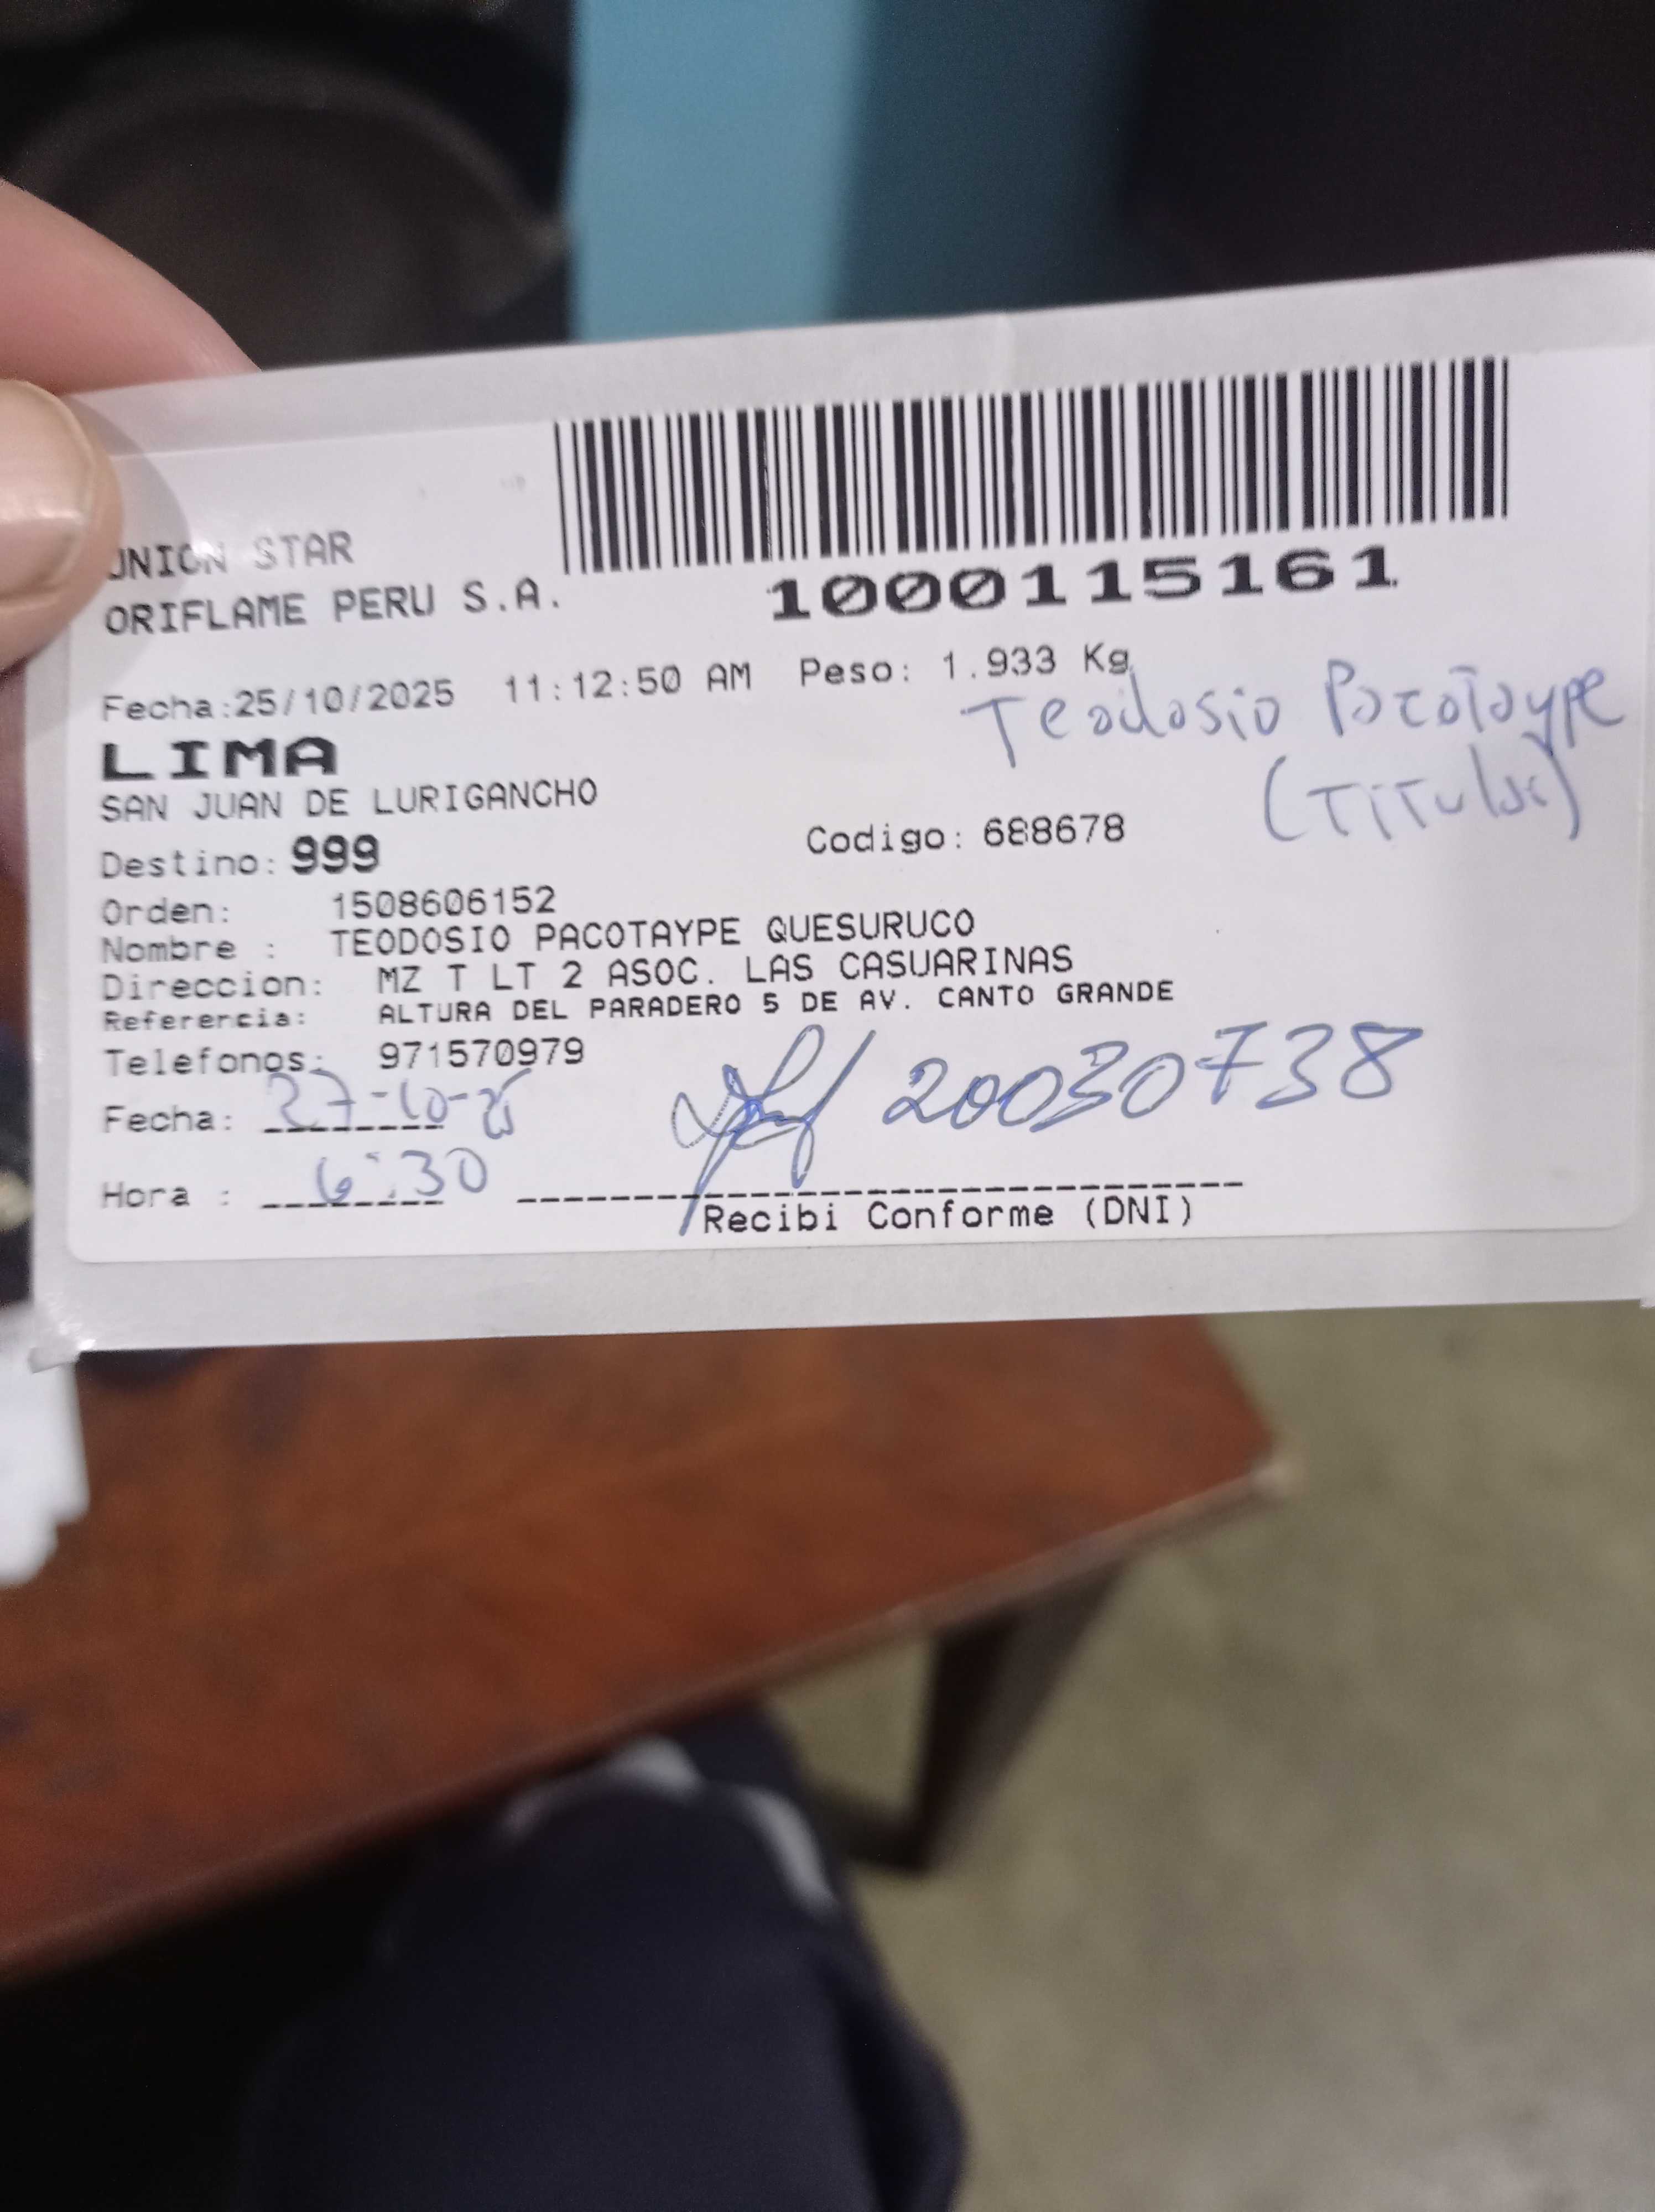 UNION STAR
ORIFLAME PERU S.A.
1000115161
Fecha:25/10/2025 11:12:50 AM Peso: 1.933 Kg
Teodosio Pacotaype
(Titular)
LIMA
SAN JUAN DE LURIGANCHO
Destino: 999 Codigo: 688678
Orden: 1508606152
Nombre : TEODOSIO PACOTAYPE QUESURUCO
Direccion: MZ T LT 2 ASOC. LAS CASUARINAS
Referencia: ALTURA DEL PARADERO 5 DE AV. CANTO GRANDE
Telefonos: 971570979
Fecha: 27-10-25 20030738
Hora : 6:30
Recibi Conforme (DNI)